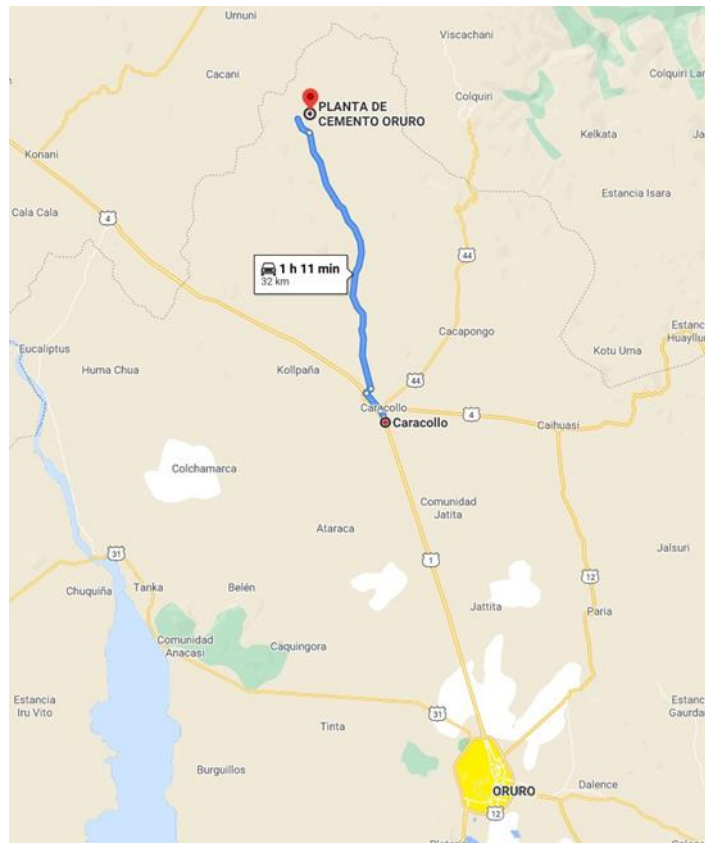 Umuni
Viscachani
Cacani
Colquiri
Colquiri
PLANTA DE
CEMENTO ORURO
Konani
Kelkata
Cala Cala
4
Estancia Isara
1 h 11 min
32 km
44
Cacapongo
Estanc
Huayllur
Kotu Uma
Eucaliptus
Huma Chua
Kollpaña
44
Caracollo
4
Caracollo
Caihuasi
Colchamarca
Comunidad
Jatita
Ataraca
31
1
Jalsuri
12
Chuquiña
Tanka
Belén
Jattita
Paria
Comunidad
Anacasi
Caquingora
Estancia
Iru Vito
Estanc
Gaurdar
31
Tinta
Burguillos
ORURO
Dalence
12